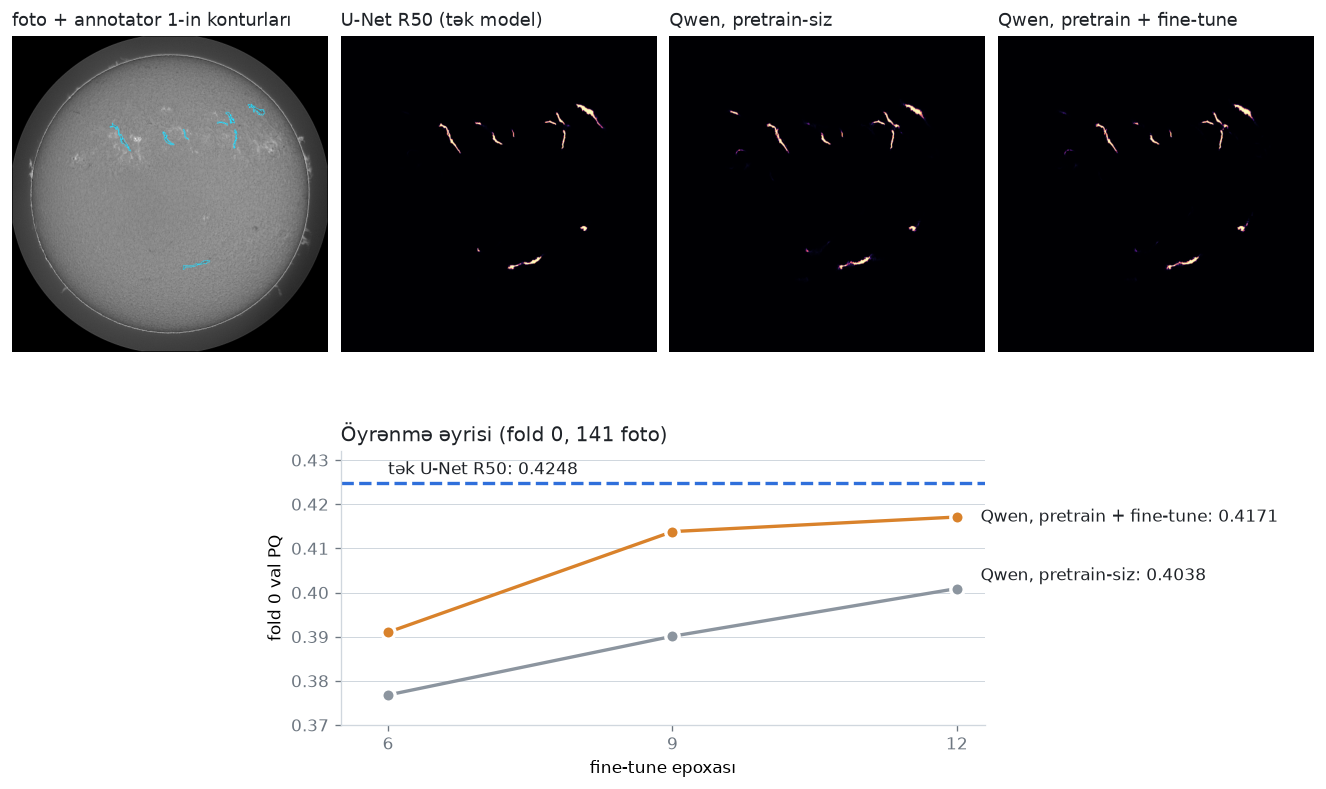 foto + annotator 1-in konturları
U-Net R50 (tək model)
Qwen, pretrain-siz
Qwen, pretrain + fine-tune
Öyrənmə əyrisi (fold 0, 141 foto)
tək U-Net R50: 0.4248
Qwen, pretrain + fine-tune: 0.4171
Qwen, pretrain-siz: 0.4038
fold 0 val PQ
0.43
0.42
0.41
0.40
0.39
0.38
0.37
6
9
12
fine-tune epoxası